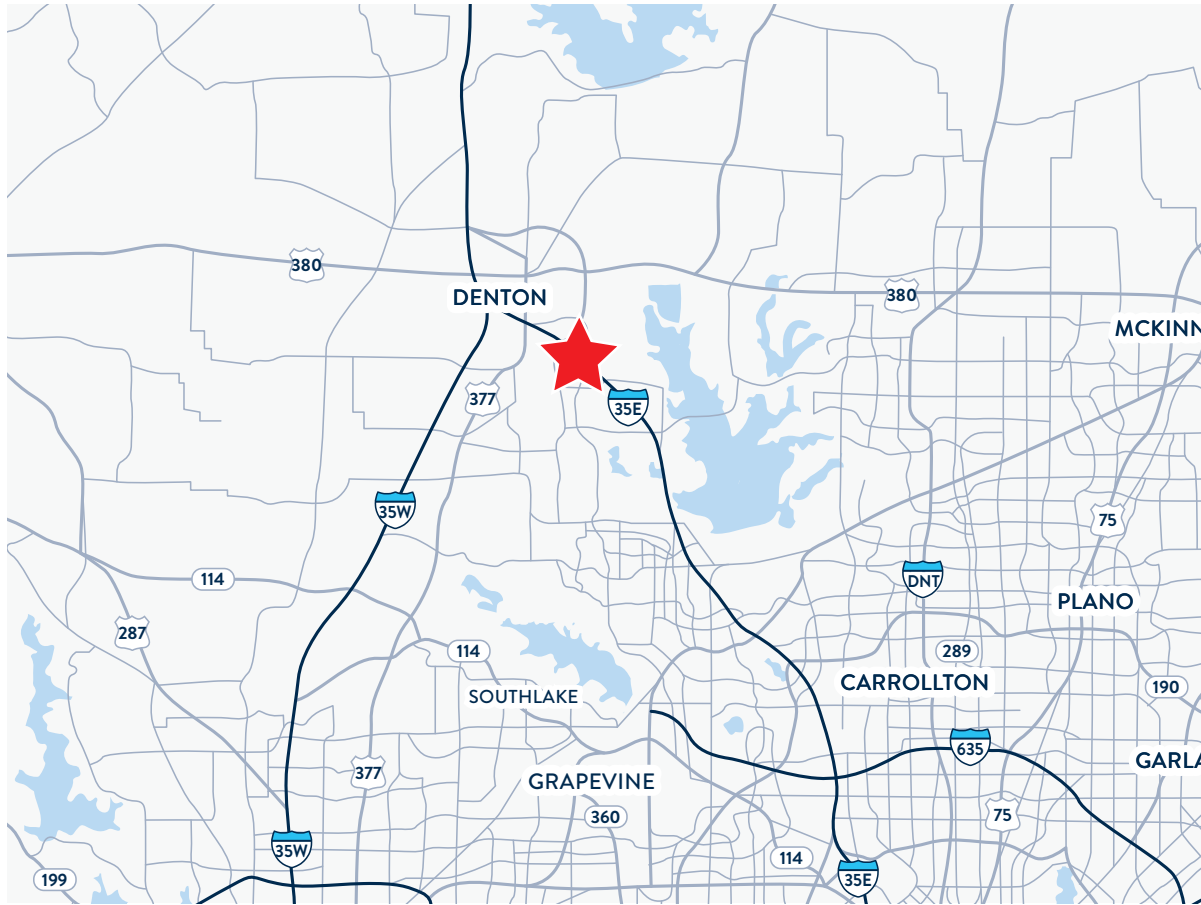 380
DENTON
380
MCKINN
377
35E
35W
75
114
DNT
PLANO
287
114
289
SOUTHLAKE
CARROLLTON
190
635
GARLA
377
GRAPEVINE
360
75
35W
114
199
35E